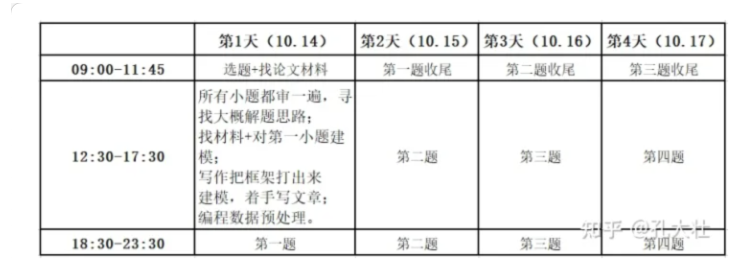 第1天（10.14） 第2天（10.15） 第3天（10.16） 第4天（10.17）
09:00-11:45 选题+找论文材料 第一题收尾 第二题收尾 第三题收尾
所有小题都审一遍，寻
找大概解题思路；
找材料+对第一小题建
模；
12:30-17:30 第二题 第三题 第四题
写作把框架打出来
建模，着手写文章；
编程数据预处理。
知乎 @孔大壮
18:30-23:30 第一题 第二题 第三题 第四题